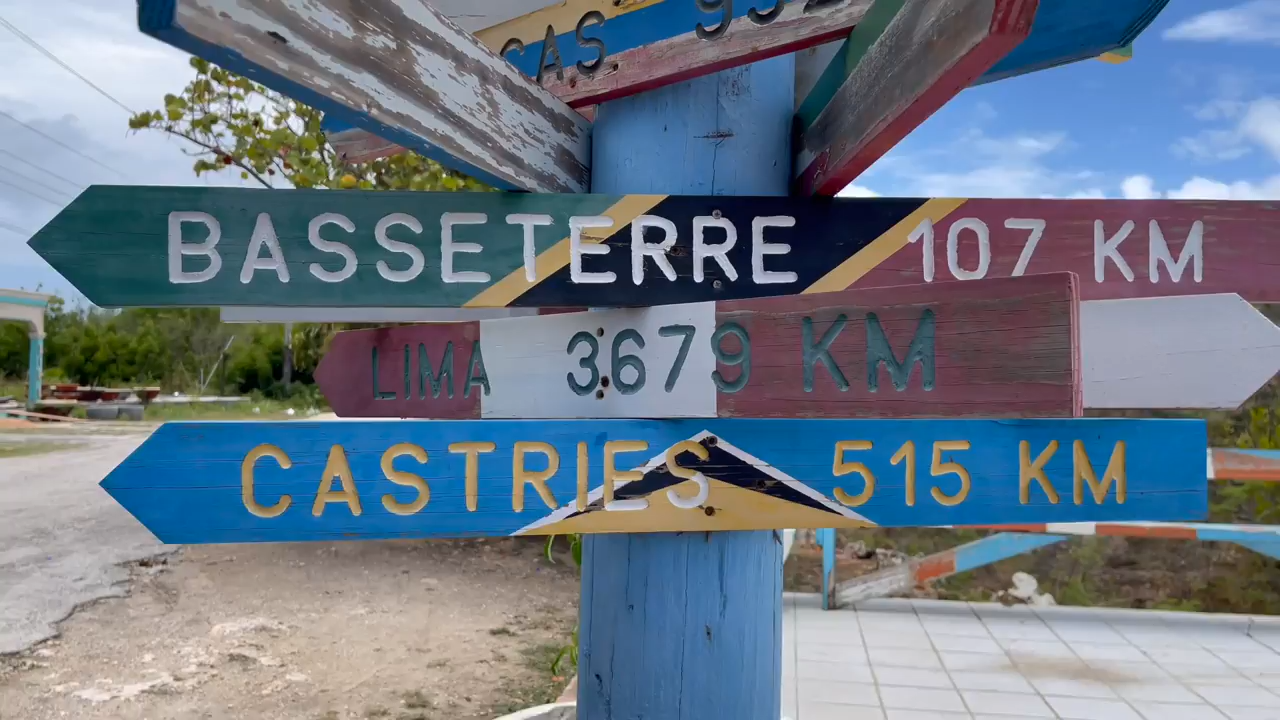 BASSETERRE 107 KM
LIMA 3679 KM
CASTRIES 515 KM